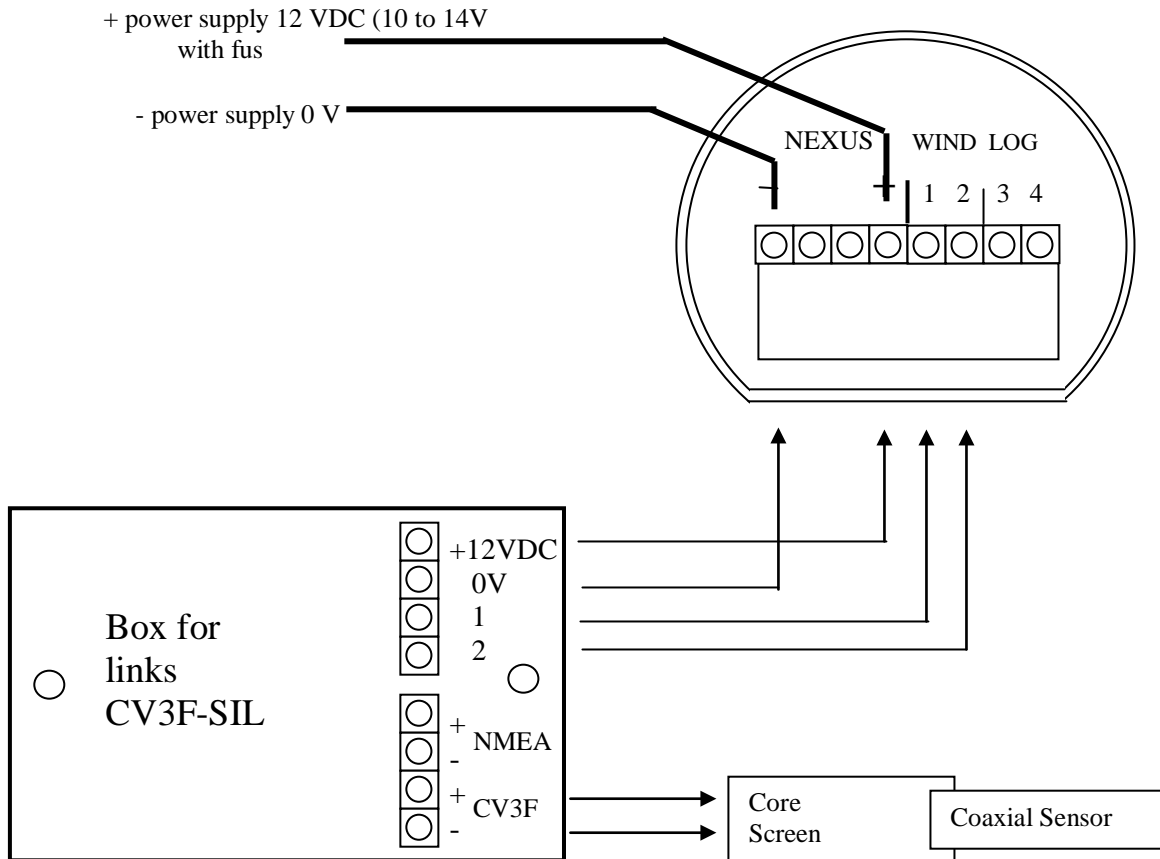 + power supply 12 VDC (10 to 14V
with fus
- power supply 0 V
NEXUS WIND LOG
- + 1 2 3 4
+12VDC
0V
1
2
Box for
links
CV3F-SIL
+
NMEA
-
+
CV3F
-
Core
Screen
Coaxial Sensor